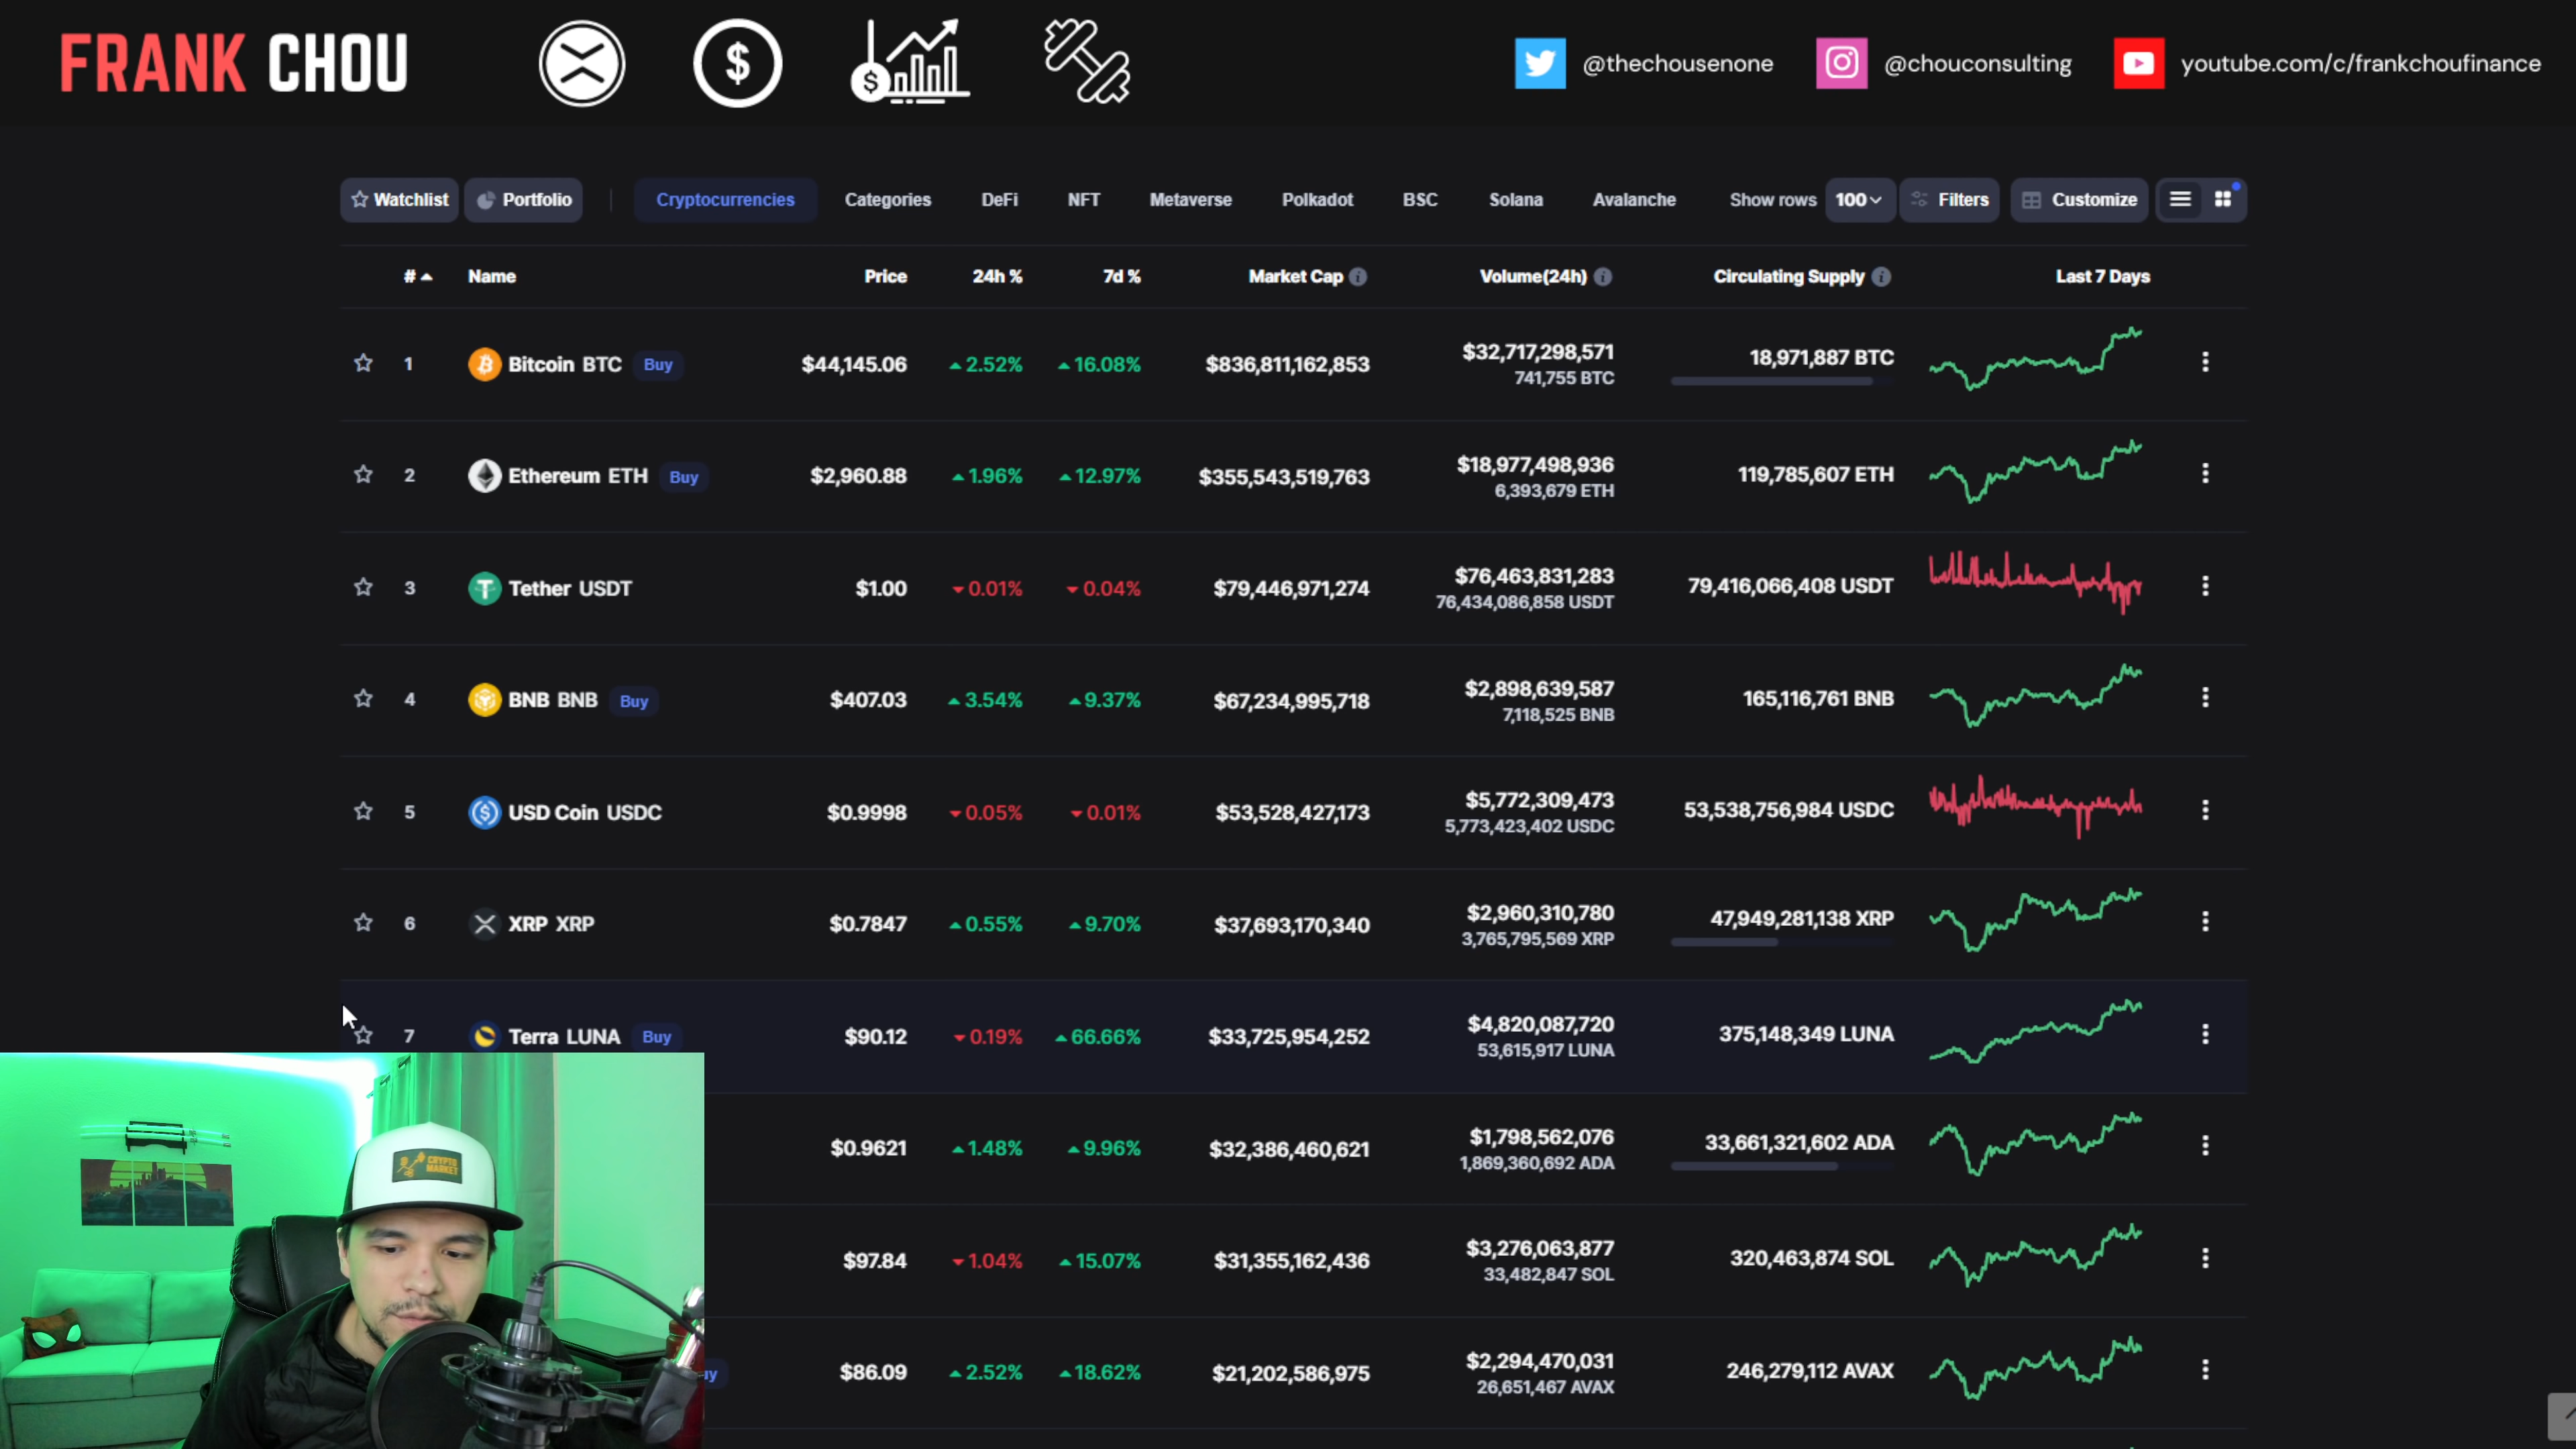 FRANK CHOU
@thechousenone
@chouconsulting
youtube.com/c/frankchoufinance
Watchlist
Portfolio
Cryptocurrencies
Categories
DeFi
NFT
Metaverse
Polkadot
BSC
Solana
Avalanche
Show rows
100
Filters
Customize
# Name Price 24h % 7d % Market Cap Volume(24h) Circulating Supply Last 7 Days
1 Bitcoin BTC Buy $44,145.06 2.52% 16.08% $836,811,162,853 $32,717,298,571 18,971,887 BTC
741,755 BTC
2 Ethereum ETH Buy $2,960.88 1.96% 12.97% $355,543,519,763 $18,977,498,936 119,785,607 ETH
6,393,679 ETH
3 Tether USDT $1.00 0.01% 0.04% $79,446,971,274 $76,463,831,283 79,416,066,408 USDT
76,434,086,858 USDT
4 BNB BNB Buy $407.03 3.54% 9.37% $67,234,995,718 $2,898,639,587 165,116,761 BNB
7,118,525 BNB
5 USD Coin USDC $0.9998 0.05% 0.01% $53,528,427,173 $5,772,309,473 53,538,756,984 USDC
5,773,423,402 USDC
6 XRP XRP $0.7847 0.55% 9.70% $37,693,170,340 $2,960,310,780 47,949,281,138 XRP
3,765,795,569 XRP
7 Terra LUNA Buy $90.12 0.19% 66.66% $33,725,954,252 $4,820,087,720 375,148,349 LUNA
53,615,917 LUNA
$0.9621 1.48% 9.96% $32,386,460,621 $1,798,562,076 33,661,321,602 ADA
1,869,360,692 ADA
$97.84 1.04% 15.07% $31,355,162,436 $3,276,063,877 320,463,874 SOL
33,482,847 SOL
$86.09 2.52% 18.62% $21,202,586,975 $2,294,470,031 246,279,112 AVAX
26,651,467 AVAX
CRYPTO
MARKET